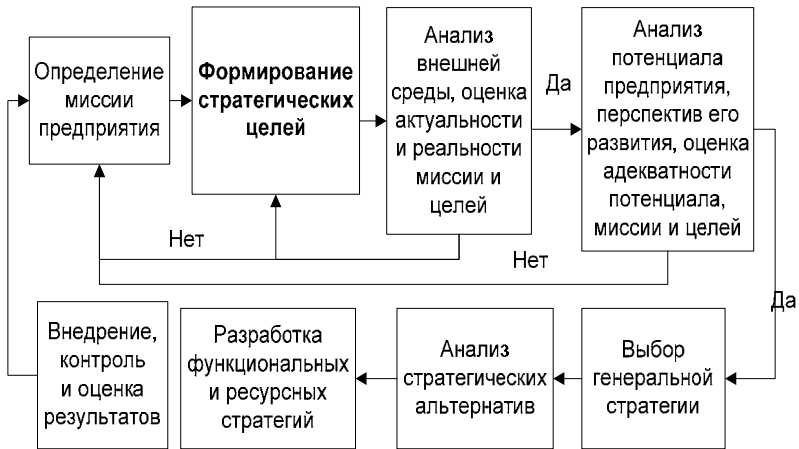 Определение
миссии
предприятия
Формирование
стратегических
целей
Анализ
внешней
среды, оценка
актуальности
и реальности
миссии и
целей
Да
Анализ
потенциала
предприятия,
перспектив его
развития, оценка
адекватности
потенциала,
миссии и целей
Нет
Нет
Да
Внедрение,
контроль
и оценка
результатов
Разработка
функциональных
и ресурсных
стратегий
Анализ
стратегических
альтернатив
Выбор
генеральной
стратегии